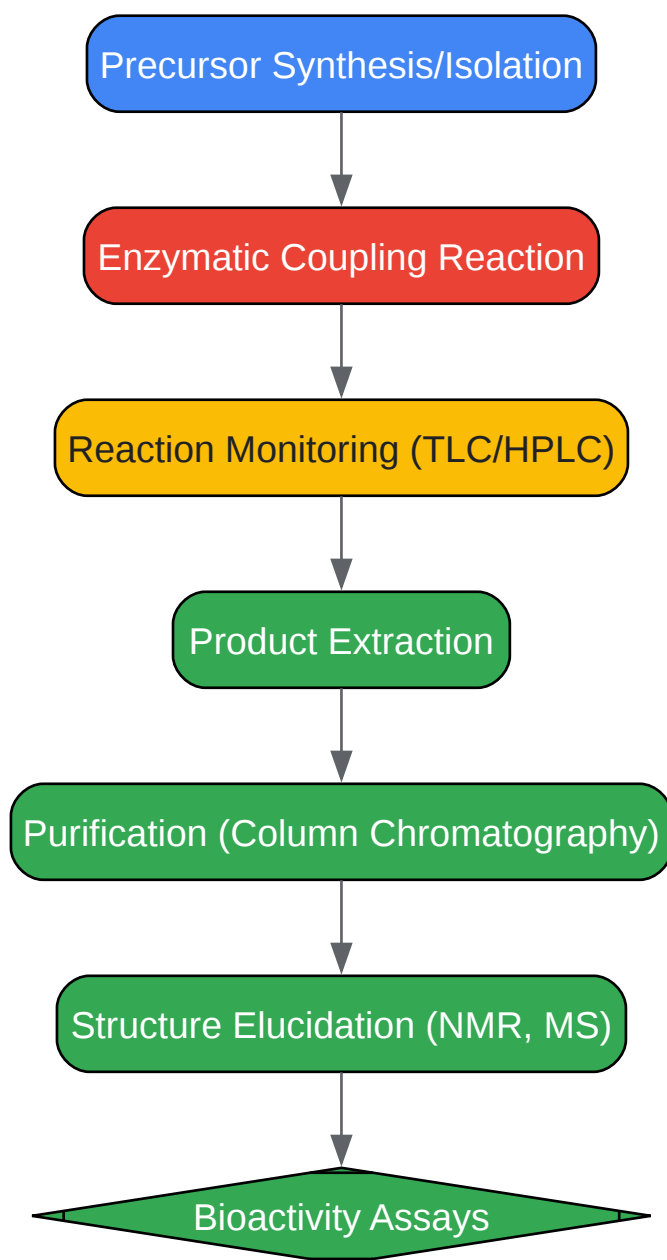 Precursor Synthesis/Isolation
Enzymatic Coupling Reaction
Reaction Monitoring (TLC/HPLC)
Product Extraction
Purification (Column Chromatography)
Structure Elucidation (NMR, MS)
Bioactivity Assays